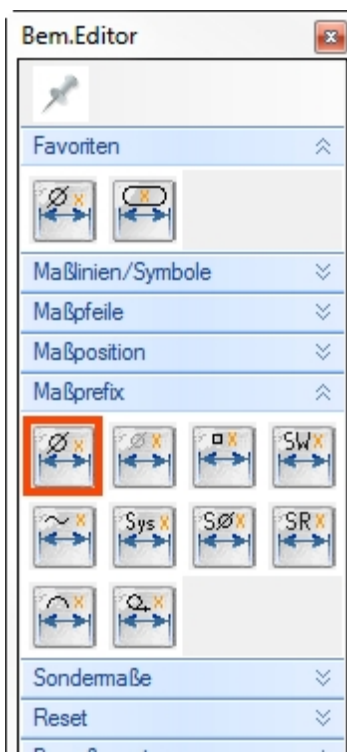 Bem.Editor
Favoriten
Ø x x
Maßlinien/Symbole
Maßpfeile
Maßposition
Maßprefix
Ø x Ø x □ x SW x
~ x Sys x SØ x SR x
⌒ x x
Sondermaße
Reset